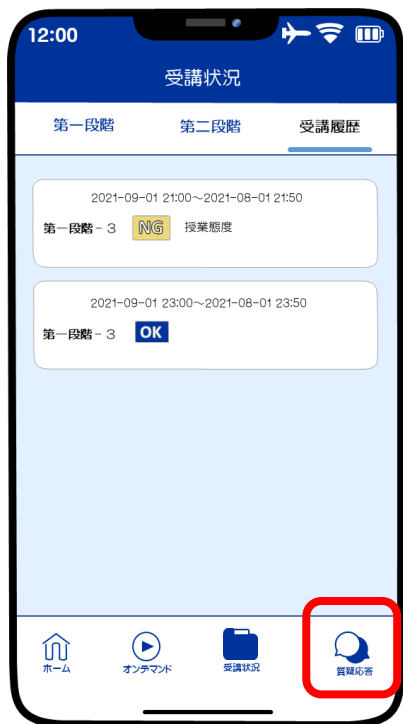 12:00
受講状況
第一段階 第二段階 受講履歴
2021-09-01 21:00～2021-08-01 21:50
第一段階－3 NG 授業態度
2021-09-01 23:00～2021-08-01 23:50
第一段階－3 OK
ホーム オンデマンド 受講状況 質疑応答